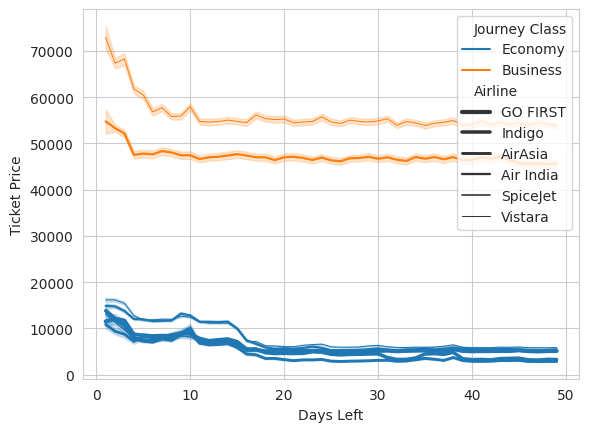 Journey Class
Economy
Business
Airline
GO FIRST
Indigo
AirAsia
Air India
SpiceJet
Vistara
Ticket Price
70000
60000
50000
40000
30000
20000
10000
0
0
10
20
30
40
50
Days Left